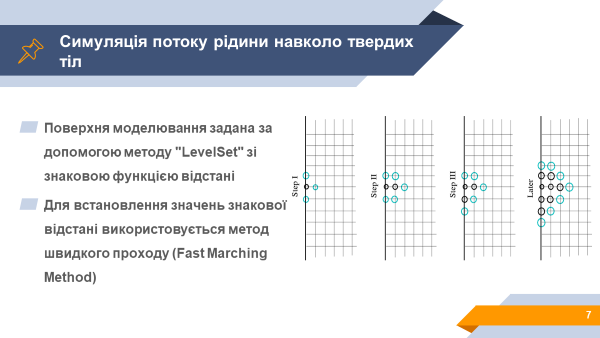 Симуляція потоку рідини навколо твердих
тіл
Поверхня моделювання задана за
допомогою методу "LevelSet" зі
знаковою функцією відстані
Для встановлення значень знакової
відстані використовується метод
швидкого проходу (Fast Marching
Method)
Step I
Step II
Step III
Later
7